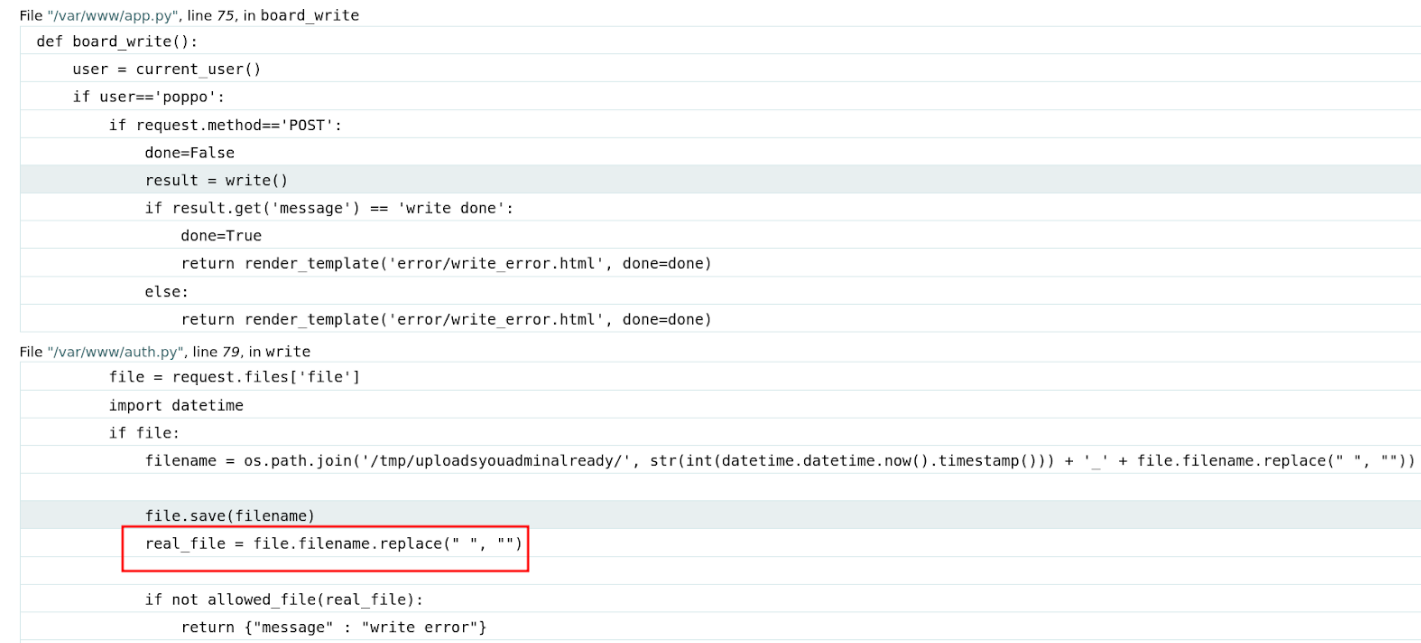 File "/var/www/app.py", line 75, in board_write
def board_write():
    user = current_user()
    if user=='poppo':
        if request.method=='POST':
            done=False
            result = write()
            if result.get('message') == 'write done':
                done=True
                return render_template('error/write_error.html', done=done)
            else:
                return render_template('error/write_error.html', done=done)
File "/var/www/auth.py", line 79, in write
        file = request.files['file']
        import datetime
        if file:
            filename = os.path.join('/tmp/uploadsyouadminalready/', str(int(datetime.datetime.now().timestamp())) + '_' + file.filename.replace(" ", ""))
            file.save(filename)
            real_file = file.filename.replace(" ", "")
            if not allowed_file(real_file):
                return {"message" : "write error"}